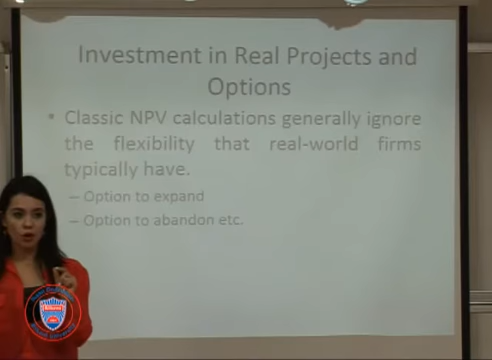 Investment in Real Projects and
Options
• Classic NPV calculations generally ignore
the flexibility that real-world firms
typically have.
– Option to expand
– Option to abandon etc.